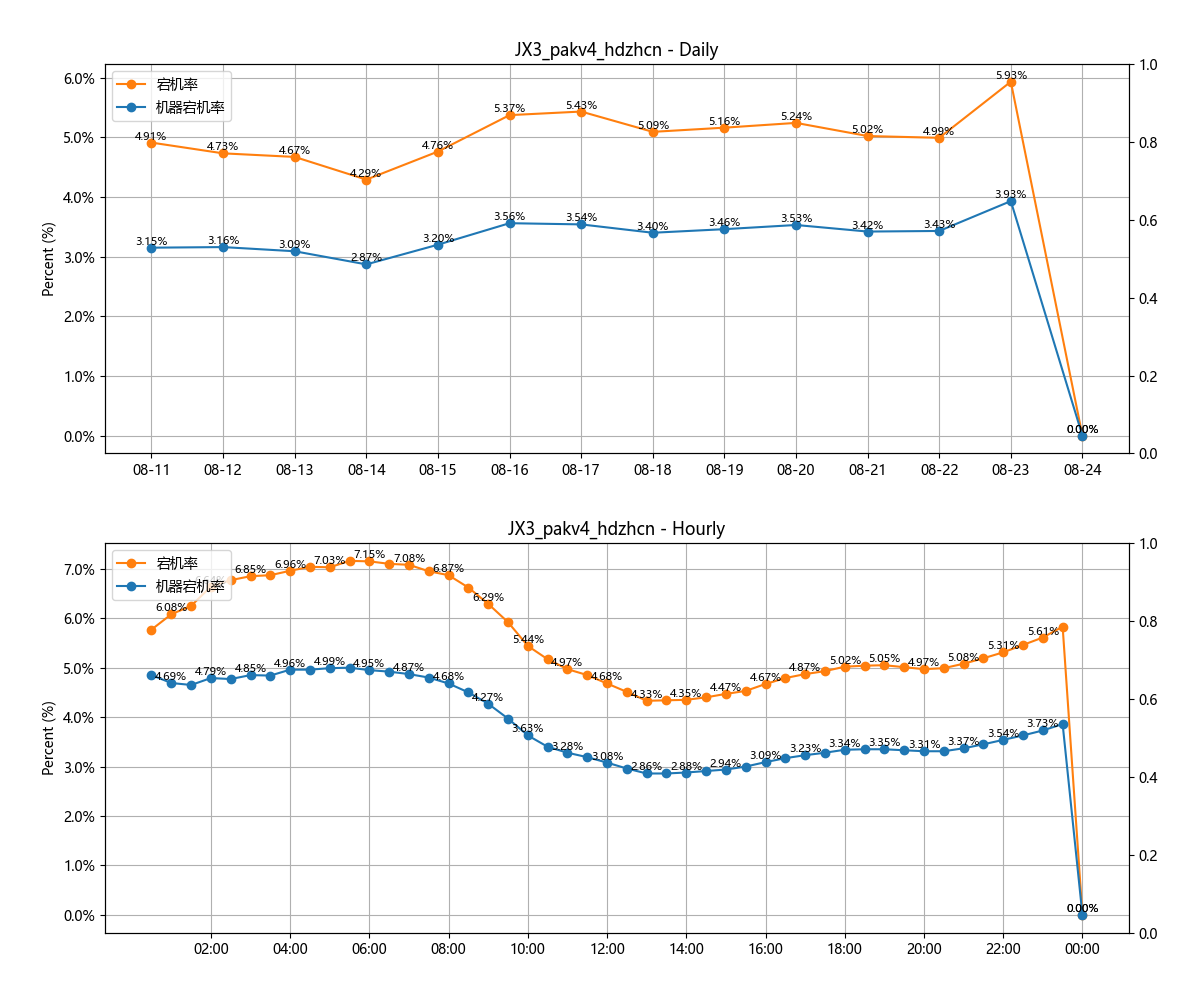 JX3_pakv4_hdzhcn - Daily
宕机率
机器宕机率
Percent (%)
6.0%
5.0%
4.0%
3.0%
2.0%
1.0%
0.0%
1.0
0.8
0.6
0.4
0.2
0.0
4.91% 4.73% 4.67% 4.29% 4.76% 5.37% 5.43% 5.09% 5.16% 5.24% 5.02% 4.99% 5.93% 0.00%
3.15% 3.16% 3.09% 2.87% 3.20% 3.56% 3.54% 3.40% 3.46% 3.53% 3.42% 3.43% 3.93% 0.00%
08-11 08-12 08-13 08-14 08-15 08-16 08-17 08-18 08-19 08-20 08-21 08-22 08-23 08-24
JX3_pakv4_hdzhcn - Hourly
宕机率
机器宕机率
Percent (%)
7.0%
6.0%
5.0%
4.0%
3.0%
2.0%
1.0%
0.0%
1.0
0.8
0.6
0.4
0.2
0.0
6.08% 6.85% 6.96% 7.03% 7.15% 7.08% 6.87% 6.29% 5.44% 4.97% 4.68% 4.33% 4.35% 4.47% 4.67% 4.87% 5.02% 5.05% 4.97% 5.08% 5.31% 5.61% 0.00%
4.69% 4.79% 4.85% 4.96% 4.99% 4.95% 4.87% 4.68% 4.27% 3.63% 3.28% 3.08% 2.86% 2.88% 2.94% 3.09% 3.23% 3.34% 3.35% 3.31% 3.37% 3.54% 3.73% 0.00%
02:00 04:00 06:00 08:00 10:00 12:00 14:00 16:00 18:00 20:00 22:00 00:00